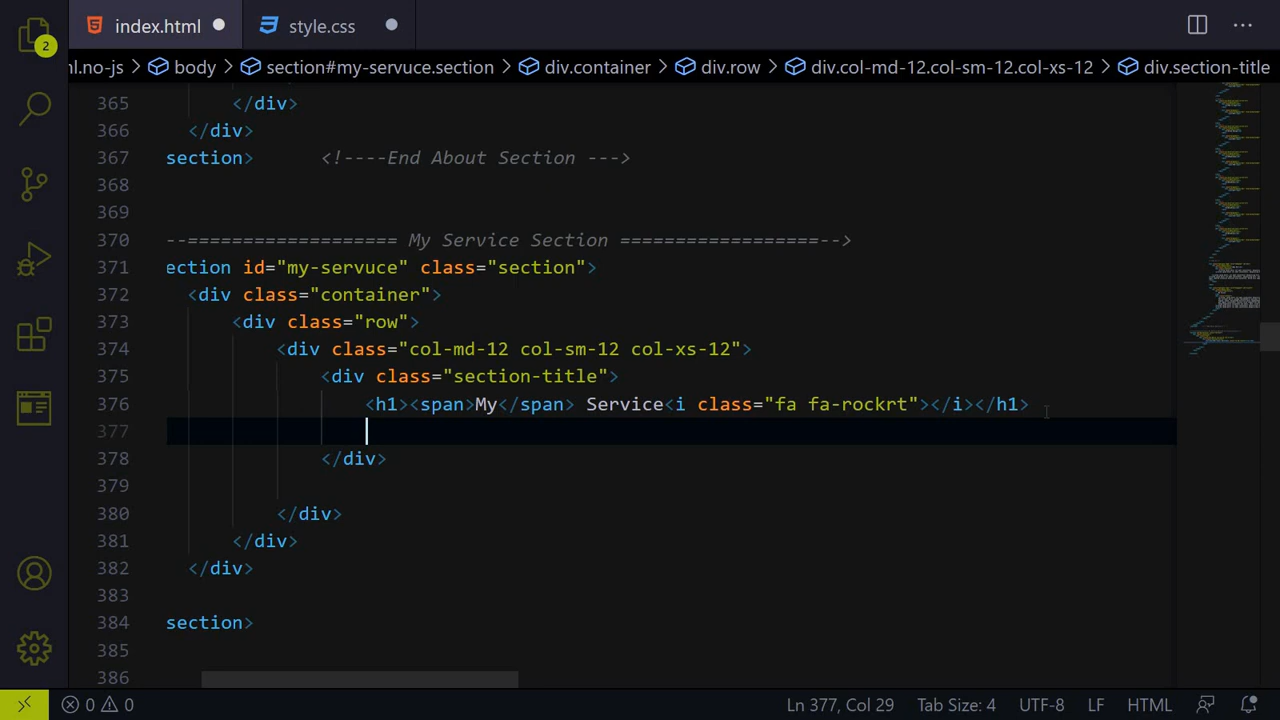 index.html
style.css
2
nl.no-js > body > section#my-servuce.section > div.container > div.row > div.col-md-12.col-sm-12.col-xs-12 > div.section-title
365 </div>
366 </div>
367 section> <!----End About Section --->
368
369
370 --=================== My Service Section ==================-->
371 ection id="my-servuce" class="section">
372 <div class="container">
373 <div class="row">
374 <div class="col-md-12 col-sm-12 col-xs-12">
375 <div class="section-title">
376 <h1><span>My</span> Service<i class="fa fa-rockrt"></i></h1>
377
378 </div>
379
380 </div>
381 </div>
382 </div>
383
384 section>
385
386
0 0 Ln 377, Col 29 Tab Size: 4 UTF-8 LF HTML